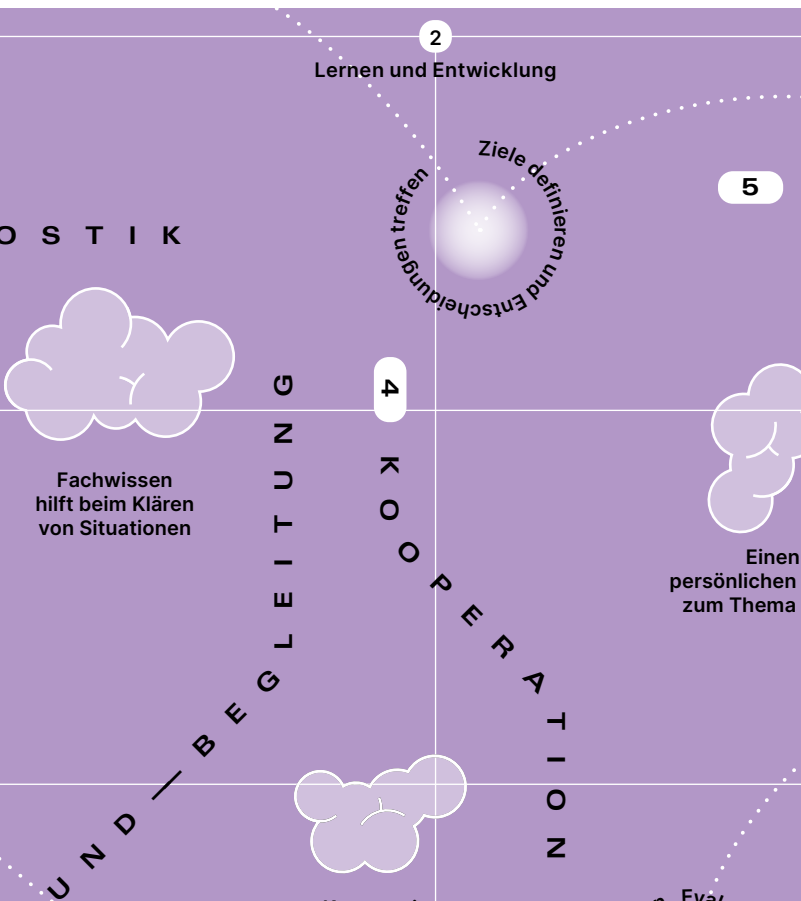 2
Lernen und Entwicklung
Ziele definieren und Entscheidungen treffen
5
OSTIK
4
KOOPERATION
UND — BEGLEITUNG
Fachwissen
hilft beim Klären
von Situationen
Einen
persönlichen
zum Thema